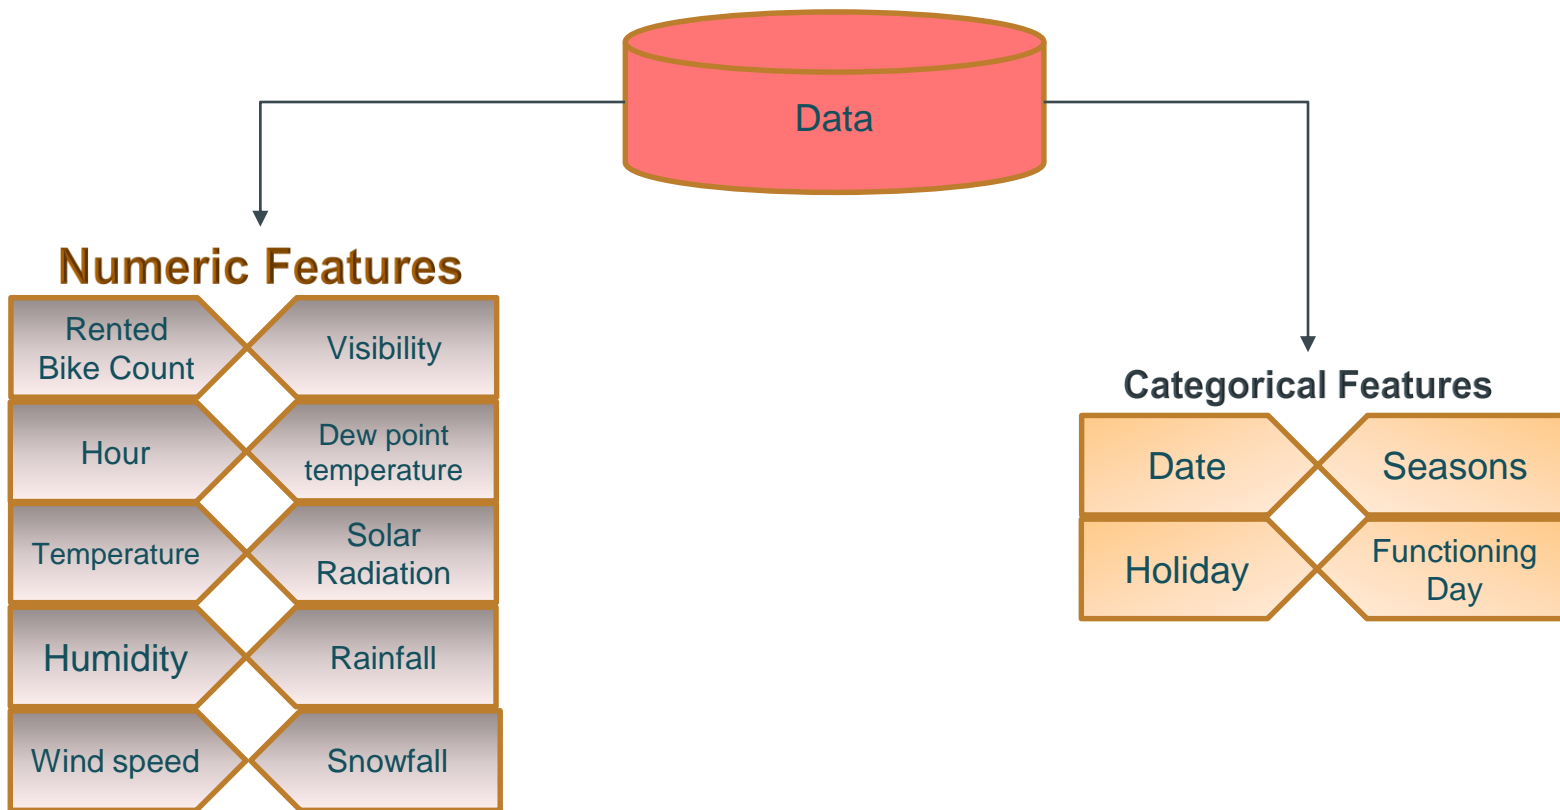 Data
Numeric Features
Rented
Bike Count
Visibility
Hour
Dew point
temperature
Temperature
Solar
Radiation
Humidity
Rainfall
Wind speed
Snowfall
Categorical Features
Date
Seasons
Holiday
Functioning
Day